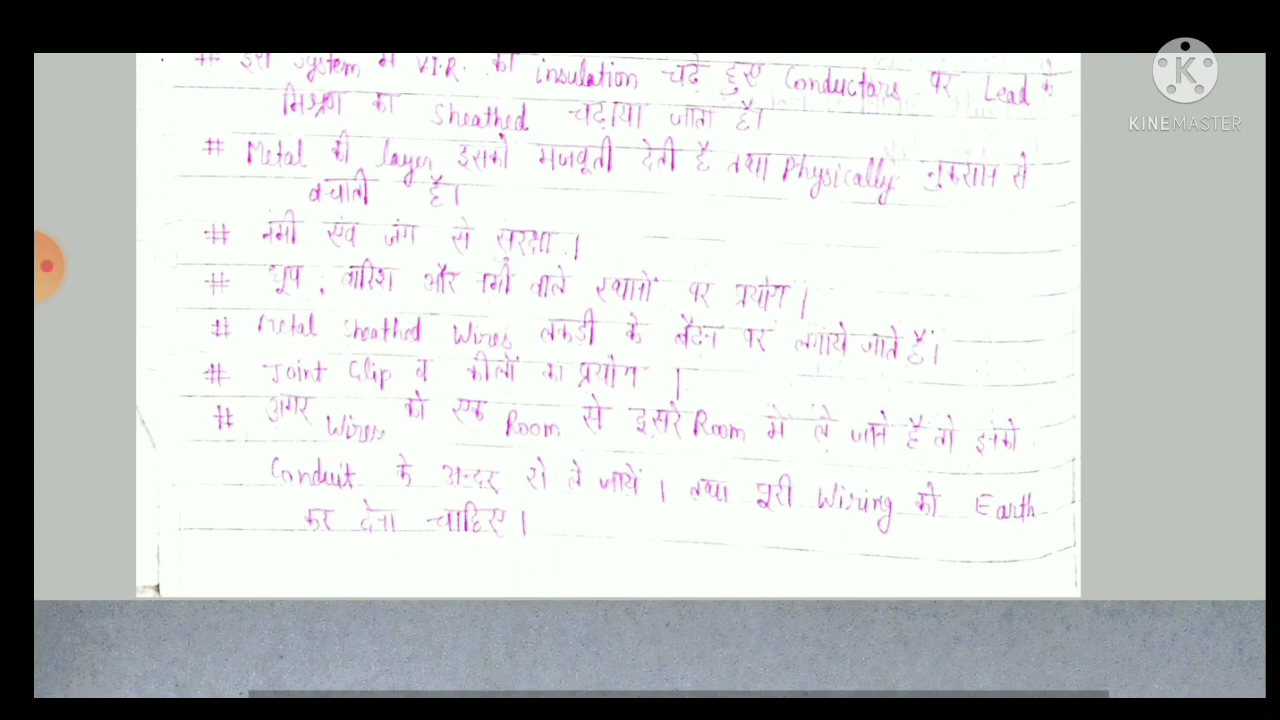 # इस System में V.I.R. की insulation चढ़े हुए Conductors पर Lead के
मिश्रण का Sheathed चढ़ाया जाता है।
# Metal की layer इसको मजबूती देती है तथा Physically नुकसान से
बचाती है।
# नमी एंव जंग से सुरक्षा।
# धूप, बारिश और नमी वाले स्थानों पर प्रयोग।
# Metal Sheathed Wires लकडी के बैटन पर लगाये जाते हैं।
# Joint Clip व कीलों का प्रयोग।
# अगर Wires को एक Room से दूसरे Room में ले जाने है तो इनको
Conduit के अन्दर से ले जायें। तथा पूरी Wiring को Earth
कर देना चाहिए।
K
KINEMASTER